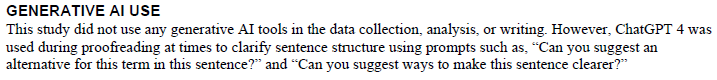 GENERATIVE AI USE
This study did not use any generative AI tools in the data collection, analysis, or writing. However, ChatGPT 4 was
used during proofreading at times to clarify sentence structure using prompts such as, “Can you suggest an
alternative for this term in this sentence?” and “Can you suggest ways to make this sentence clearer?”